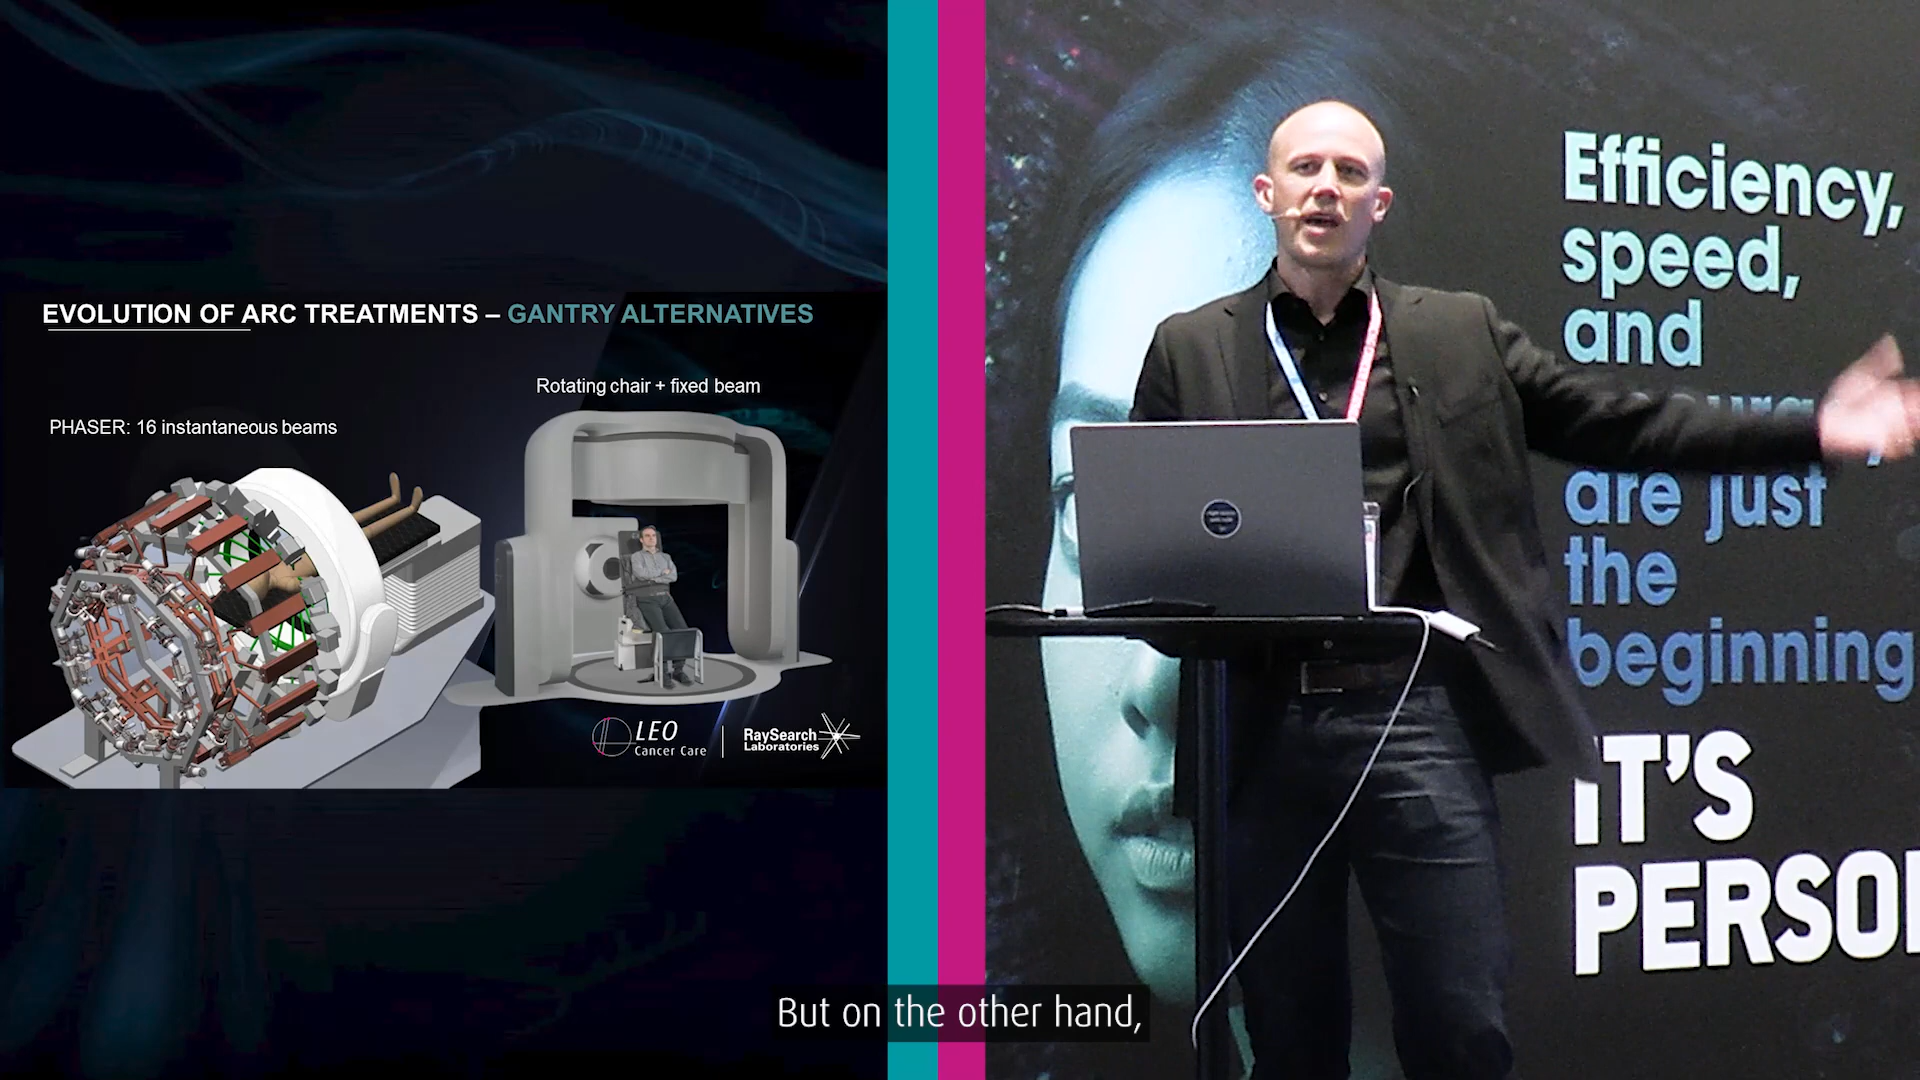 EVOLUTION OF ARC TREATMENTS – GANTRY ALTERNATIVES
Rotating chair + fixed beam
PHASER: 16 instantaneous beams
LEO
Cancer Care
RaySearch
Laboratories
Efficiency,
speed,
and
are just
the
beginning
IT'S
But on the other hand,